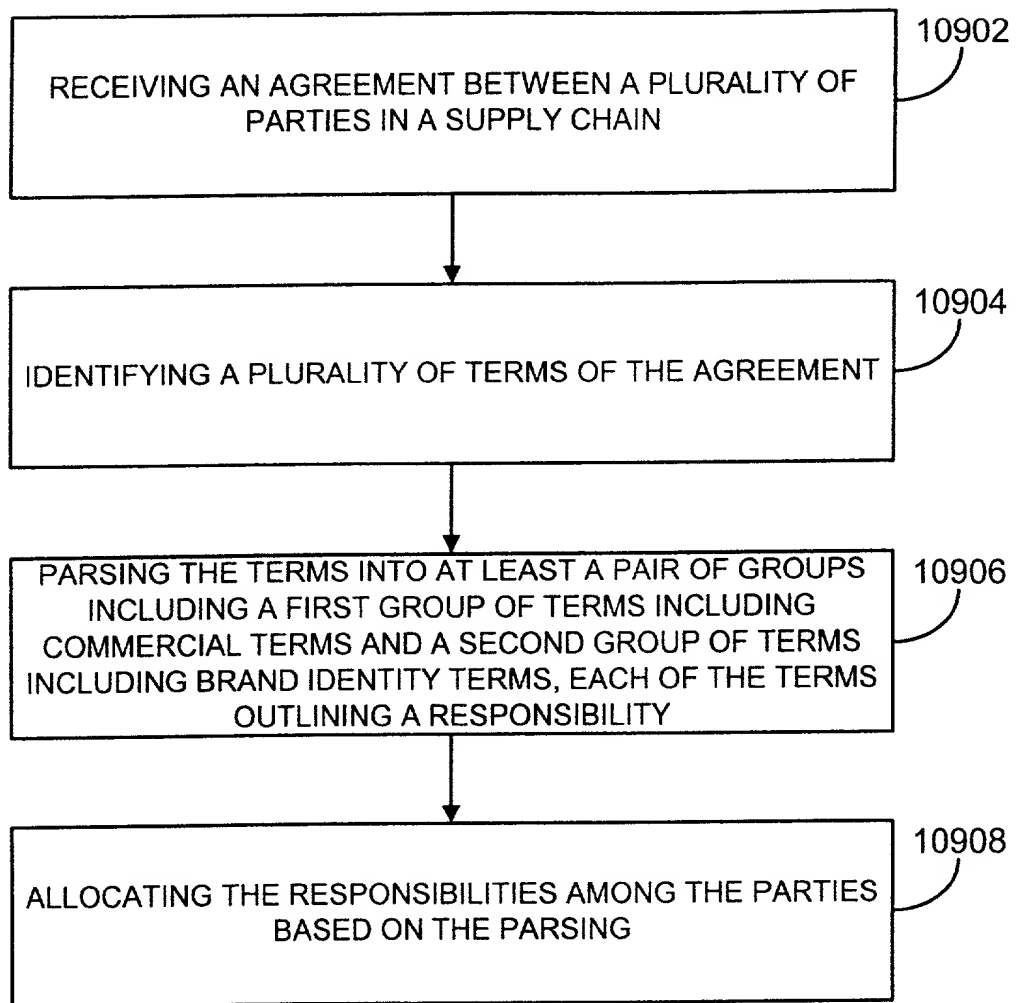 10902
RECEIVING AN AGREEMENT BETWEEN A PLURALITY OF
PARTIES IN A SUPPLY CHAIN
10904
IDENTIFYING A PLURALITY OF TERMS OF THE AGREEMENT
10906
PARSING THE TERMS INTO AT LEAST A PAIR OF GROUPS
INCLUDING A FIRST GROUP OF TERMS INCLUDING
COMMERCIAL TERMS AND A SECOND GROUP OF TERMS
INCLUDING BRAND IDENTITY TERMS, EACH OF THE TERMS
OUTLINING A RESPONSIBILITY
10908
ALLOCATING THE RESPONSIBILITIES AMONG THE PARTIES
BASED ON THE PARSING